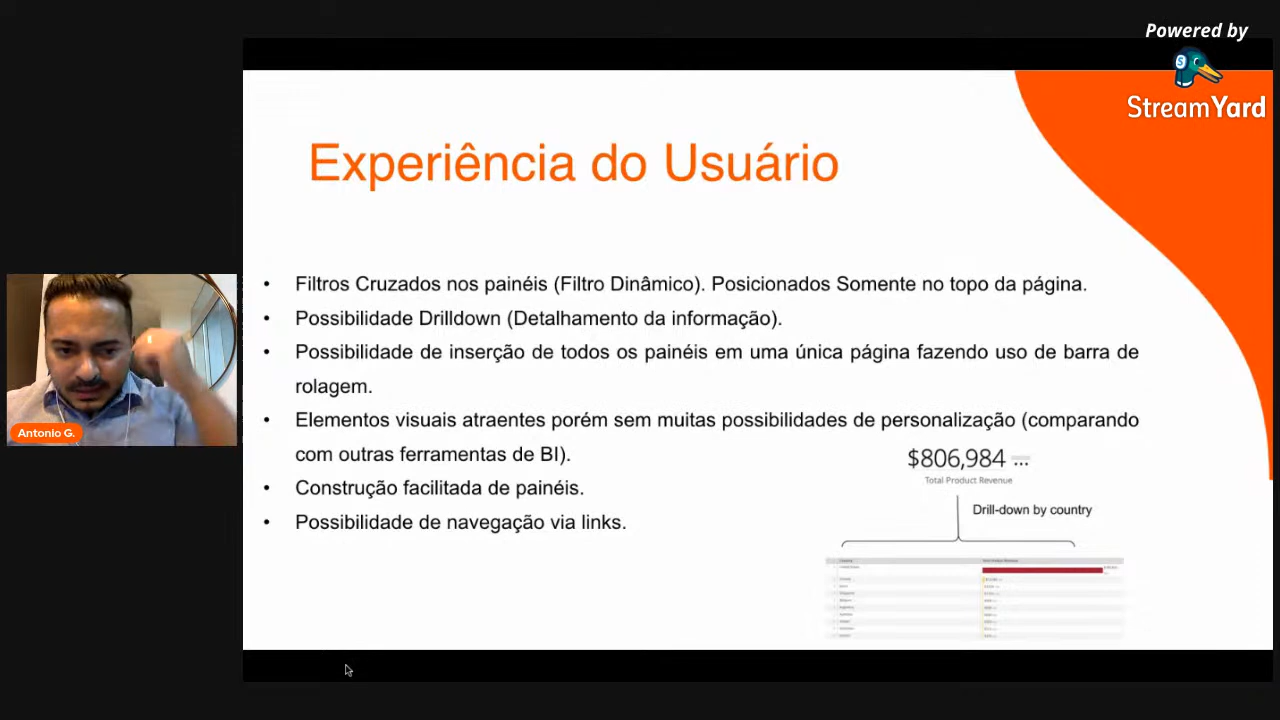 Powered by
StreamYard
Experiência do Usuário
• Filtros Cruzados nos painéis (Filtro Dinâmico). Posicionados Somente no topo da página.
• Possibilidade Drilldown (Detalhamento da informação).
• Possibilidade de inserção de todos os painéis em uma única página fazendo uso de barra de
rolagem.
• Elementos visuais atraentes porém sem muitas possibilidades de personalização (comparando
com outras ferramentas de BI).
• Construção facilitada de painéis.
• Possibilidade de navegação via links.
$806,984 ...
Total Product Revenue
Drill-down by country
Antonio G.